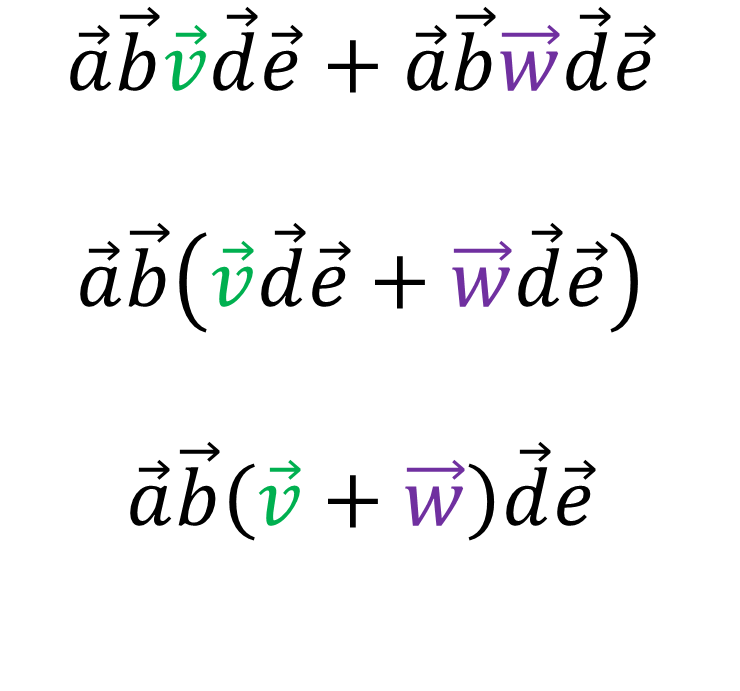 a⃗b⃗v⃗d⃗e⃗ + a⃗b⃗w⃗d⃗e⃗
a⃗b⃗(v⃗d⃗e⃗ + w⃗d⃗e⃗)
a⃗b⃗(v⃗ + w⃗)d⃗e⃗